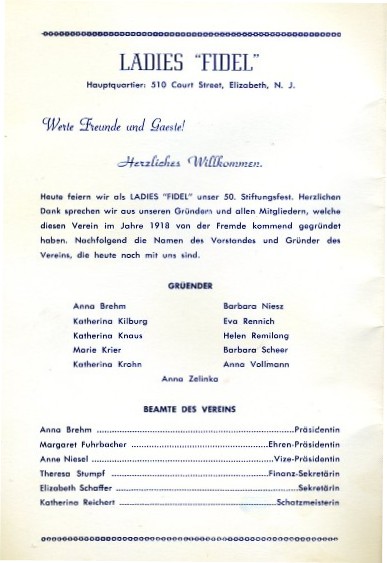 LADIES "FIDEL"
Hauptquartier: 510 Court Street, Elizabeth, N. J.
Werte Freunde und Gaeste!
Herzliches Willkommen.
Heute feiern wir als LADIES "FIDEL" unser 50. Stiftungsfest. Herzlichen
Dank sprechen wir aus unseren Gründern und allen Mitgliedern, welche
diesen Verein im Jahre 1918 von der Fremde kommend gegründet
haben. Nachfolgend die Namen des Vorstandes und Gründer des
Vereins, die heute noch mit uns sind.
GRÜENDER
Anna Brehm
Katherina Kilburg
Katherina Knaus
Marie Krier
Katherina Krohn
Barbara Niesz
Eva Rennich
Helen Remilong
Barbara Scheer
Anna Vollmann
Anna Zelinka
BEAMTE DES VEREINS
Anna Brehm ........ Präsidentin
Margaret Fuhrbacher ........ Ehren-Präsidentin
Anne Niesel ........ Vize-Präsidentin
Theresa Stumpf ........ Finanz-Sekretärin
Elizabeth Schaffer ........ Sekretärin
Katherina Reichert ........ Schatzmeisterin